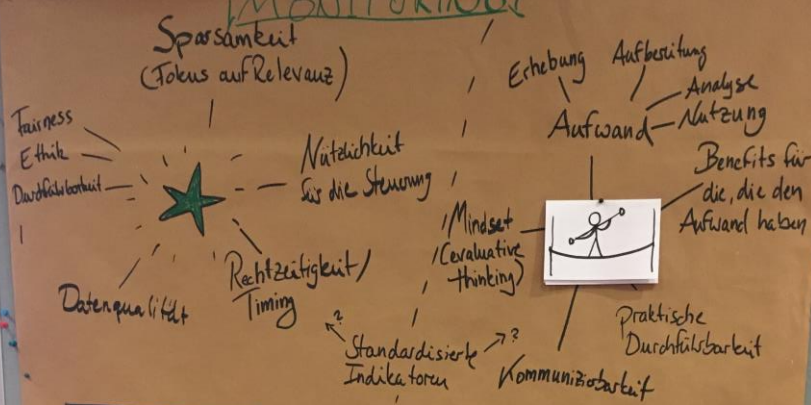 MONITORING
Sparsamkeit
(Fokus auf Relevanz)
Fairness
Ethik
Durchführbarkeit
Nützlichkeit
für die Steuerung
Rechtzeitigkeit/
Timing
Datenqualität
Standardisierte
Indikatoren
?
?
Erhebung
Aufbereitung
Analyse
Nutzung
Aufwand
Benefits für
die, die den
Aufwand haben
Mindset
(evaluative
thinking)
Praktische
Durchführbarkeit
Kommunizierbarkeit